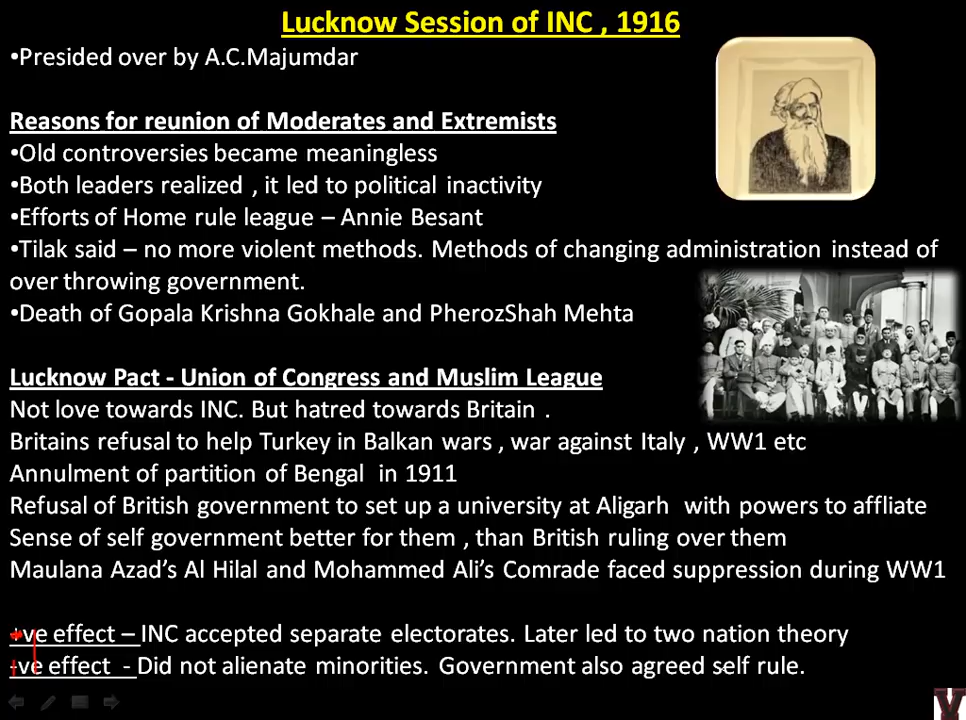 Lucknow Session of INC , 1916
•Presided over by A.C.Majumdar
Reasons for reunion of Moderates and Extremists
•Old controversies became meaningless
•Both leaders realized , it led to political inactivity
•Efforts of Home rule league – Annie Besant
•Tilak said – no more violent methods. Methods of changing administration instead of
over throwing government.
•Death of Gopala Krishna Gokhale and PherozShah Mehta
Lucknow Pact - Union of Congress and Muslim League
Not love towards INC. But hatred towards Britain .
Britains refusal to help Turkey in Balkan wars , war against Italy , WW1 etc
Annulment of partition of Bengal in 1911
Refusal of British government to set up a university at Aligarh with powers to affliate
Sense of self government better for them , than British ruling over them
Maulana Azad's Al Hilal and Mohammed Ali's Comrade faced suppression during WW1
+ve effect – INC accepted separate electorates. Later led to two nation theory
+ve effect - Did not alienate minorities. Government also agreed self rule.